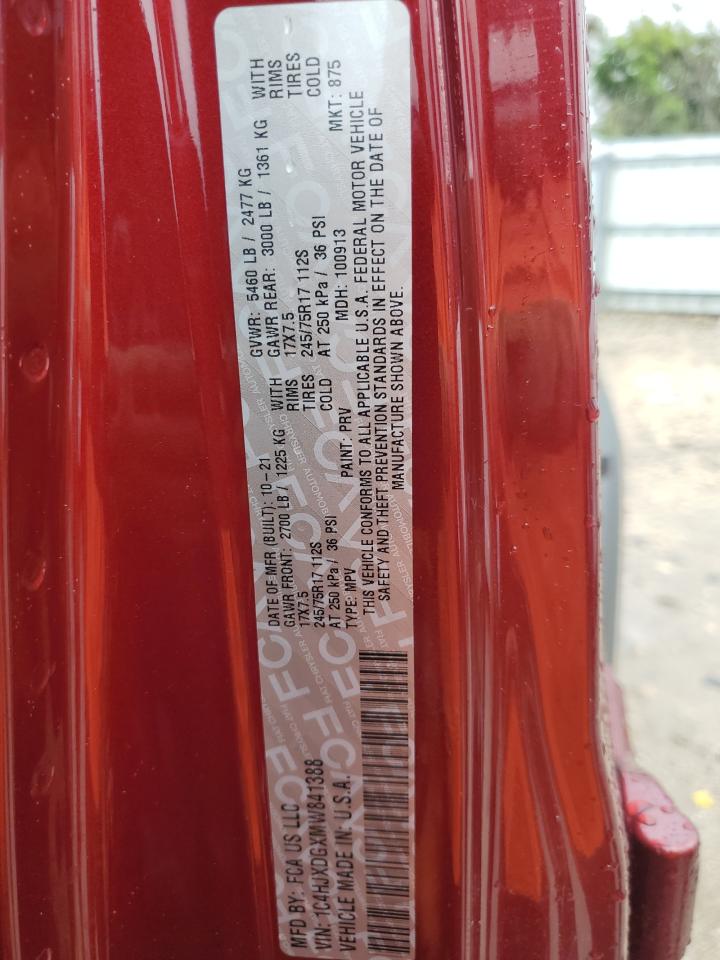 MFD BY: FCA US LLC
DATE OF MFR (BUILT): 10-21
GVWR: 5460 LB / 2477 KG
GAWR FRONT: 2700 LB / 1225 KG WITH
GAWR REAR: 3000 LB / 1361 KG WITH
17X7.5 RIMS
17X7.5 RIMS
245/75R17 112S TIRES
245/75R17 112S TIRES
AT 250 kPa / 36 PSI COLD
AT 250 kPa / 36 PSI COLD
VIN: 1C4HJXDGXMW841388
TYPE: MPV PAINT: PRV MDH: 100913 MKT: 875
VEHICLE MADE IN: U.S.A.
THIS VEHICLE CONFORMS TO ALL APPLICABLE U.S.A. FEDERAL MOTOR VEHICLE
SAFETY AND THEFT PREVENTION STANDARDS IN EFFECT ON THE DATE OF
MANUFACTURE SHOWN ABOVE.